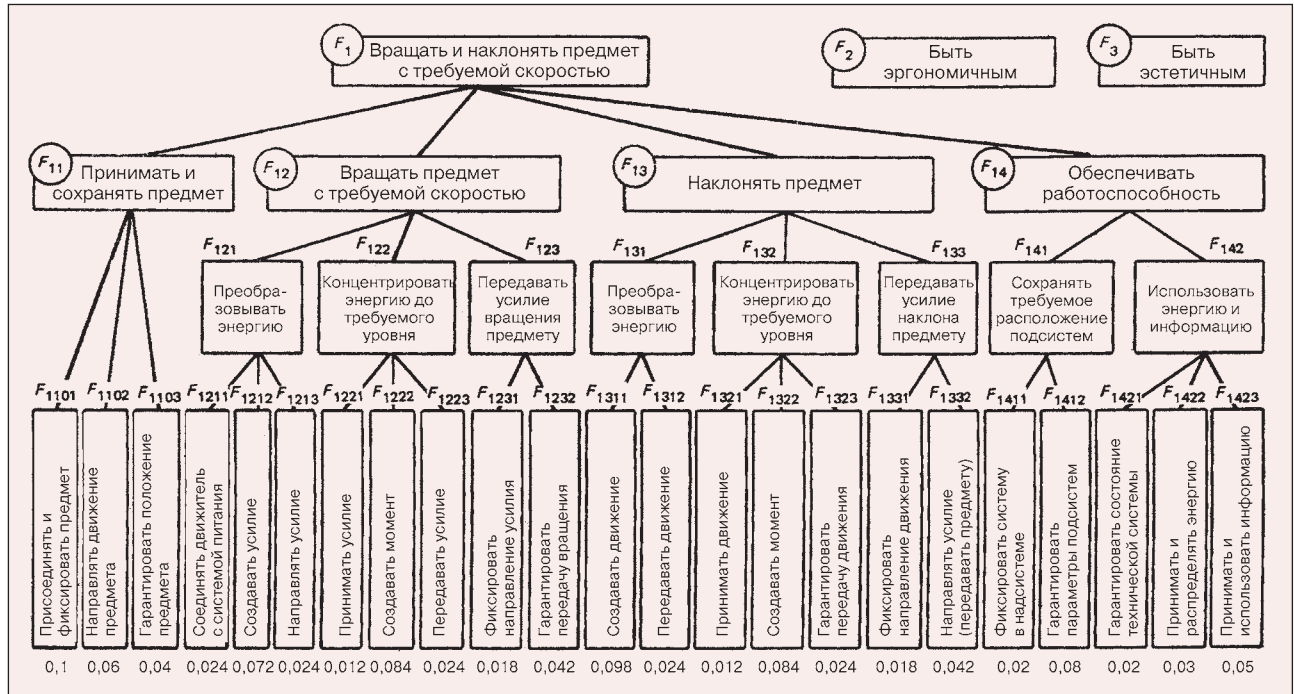 F1 Вращать и наклонять предмет
с требуемой скоростью
F2 Быть
эргономичным
F3 Быть
эстетичным
F11 Принимать и
сохранять предмет
F12 Вращать предмет
с требуемой скоростью
F13 Наклонять предмет
F14 Обеспечивать
работоспособность
F121
Преобра-
зовывать
энергию
F122
Концентрировать
энергию до
требуемого
уровня
F123
Передавать
усилие
вращения
предмету
F131
Преобра-
зовывать
энергию
F132
Концентрировать
энергию до
требуемого
уровня
F133
Передавать
усилие
наклона
предмету
F141
Сохранять
требуемое
расположение
подсистем
F142
Использовать
энергию и
информацию
F1101
Присоединять и
фиксировать предмет
0,1
F1102
Направлять движение
предмета
0,06
F1103
Гарантировать положение
предмета
0,04
F1211
Соединять движитель
с системой питания
0,024
F1212
Создавать усилие
0,072
F1213
Направлять усилие
0,024
F1221
Принимать усилие
0,012
F1222
Создавать момент
0,084
F1223
Передавать усилие
0,024
F1231
Фиксировать
направление усилия
0,018
F1232
Гарантировать
передачу вращения
0,042
F1311
Создавать движение
0,098
F1312
Передавать движение
0,024
F1321
Принимать движение
0,012
F1322
Создавать момент
0,084
F1323
Гарантировать
передачу движения
0,024
F1331
Фиксировать
направление движения
0,018
F1332
Направлять усилие
(передавать предмету)
0,042
F1411
Фиксировать систему
в надсистеме
0,02
F1412
Гарантировать
параметры подсистем
0,08
F1421
Гарантировать состояние
технической системы
0,02
F1422
Принимать и
распределять энергию
0,03
F1423
Принимать и
использовать информацию
0,05